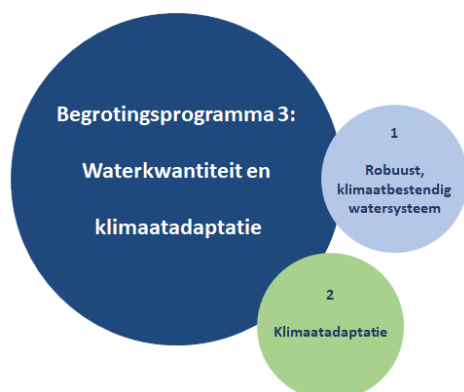 Begrotingsprogramma 3:
Waterkwantiteit en
klimaatadaptatie
1
Robuust,
klimaatbestendig
watersysteem
2
Klimaatadaptatie